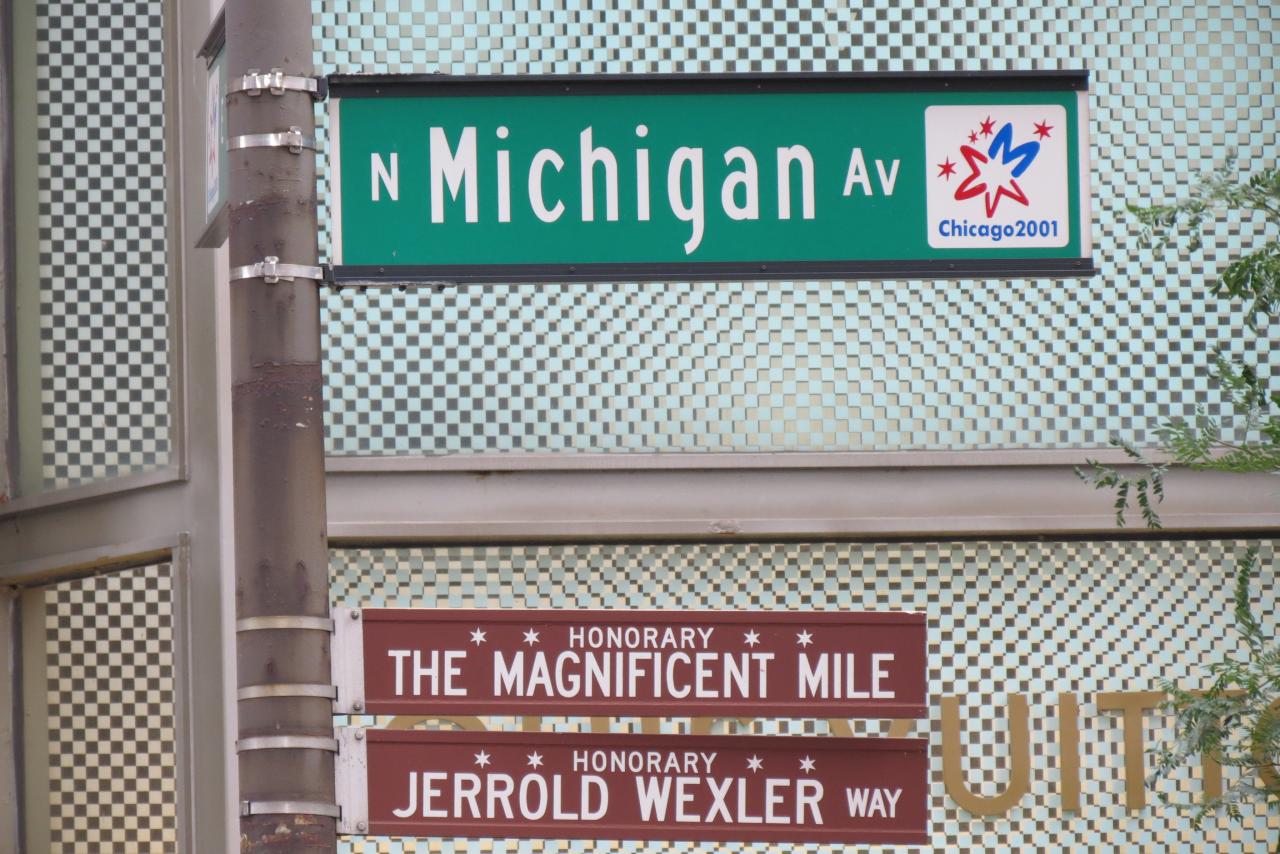 N Michigan Av
Chicago2001
HONORARY
THE MAGNIFICENT MILE
HONORARY
JERROLD WEXLER WAY